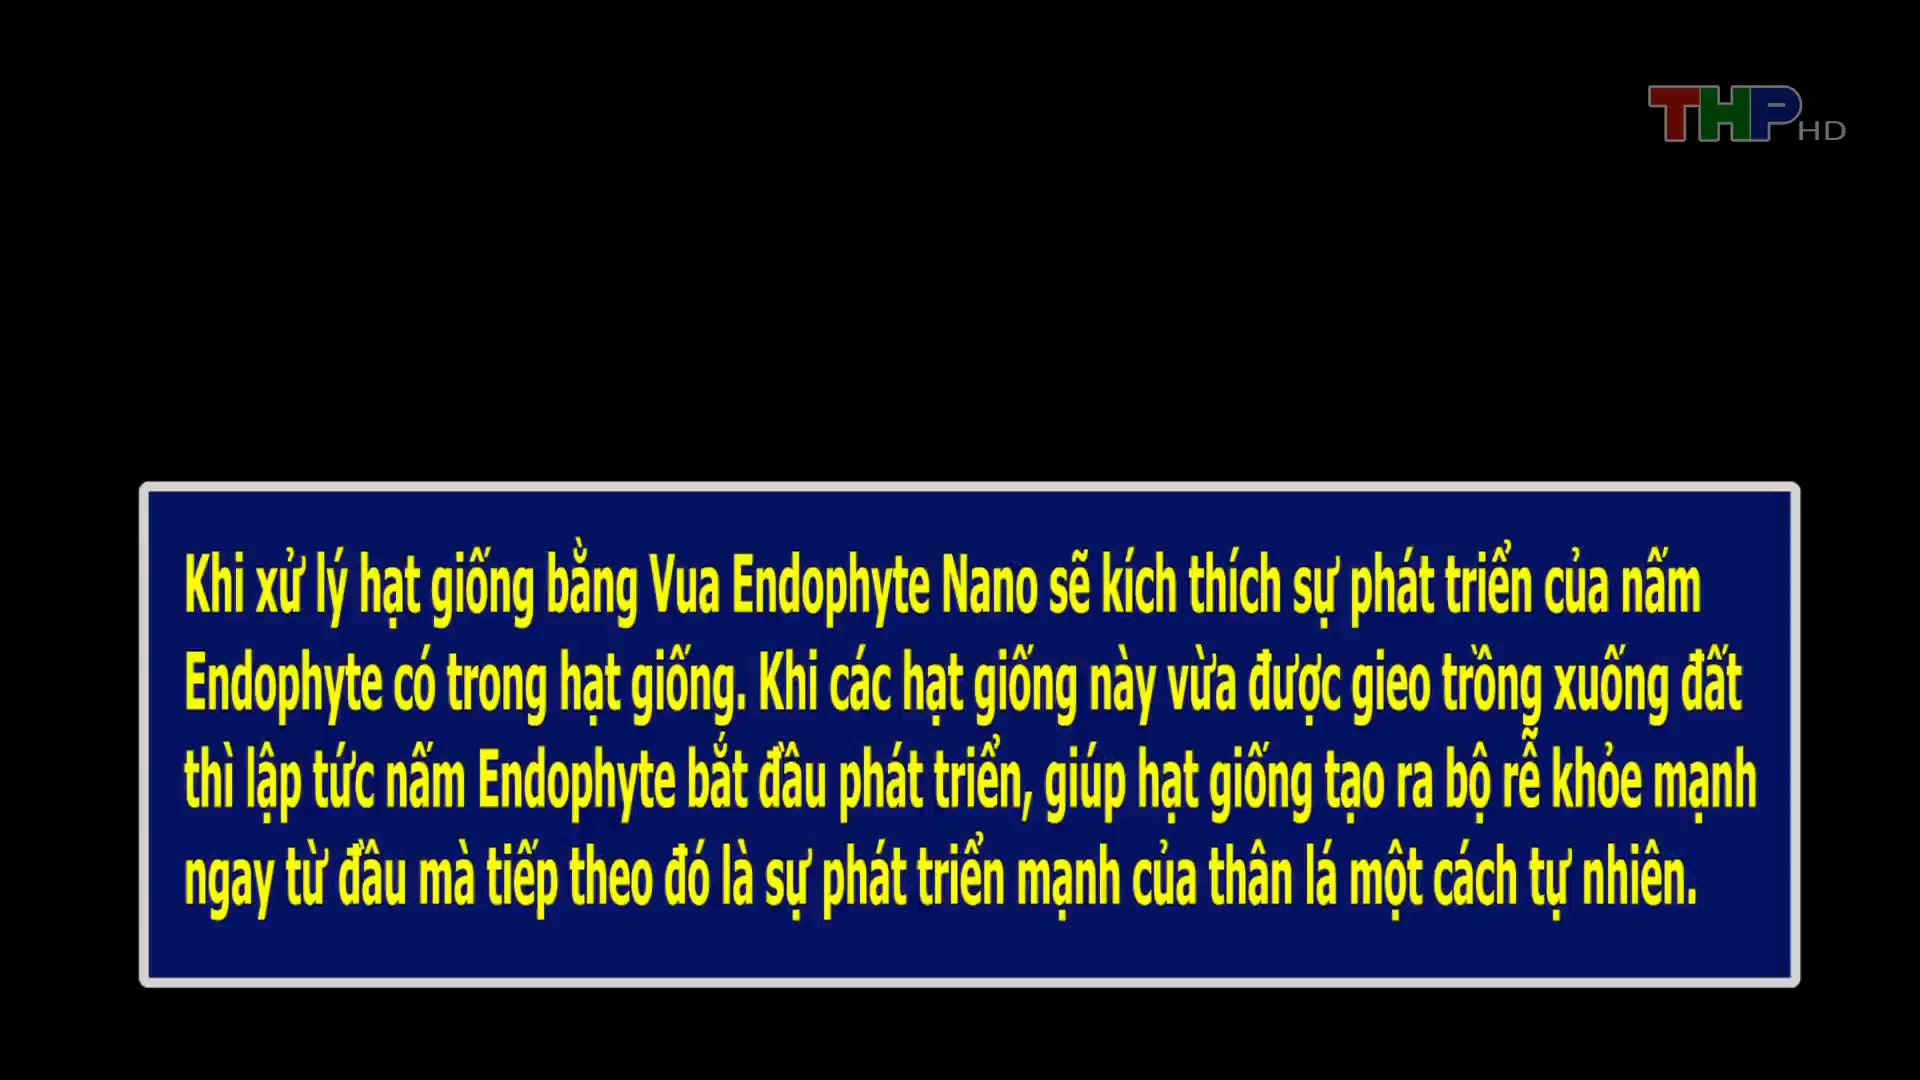 THP HD
Khi xử lý hạt giống bằng Vua Endophyte Nano sẽ kích thích sự phát triển của nấm
Endophyte có trong hạt giống. Khi các hạt giống này vừa được gieo trồng xuống đất
thì lập tức nấm Endophyte bắt đầu phát triển, giúp hạt giống tạo ra bộ rễ khỏe mạnh
ngay từ đầu mà tiếp theo đó là sự phát triển mạnh của thân lá một cách tự nhiên.